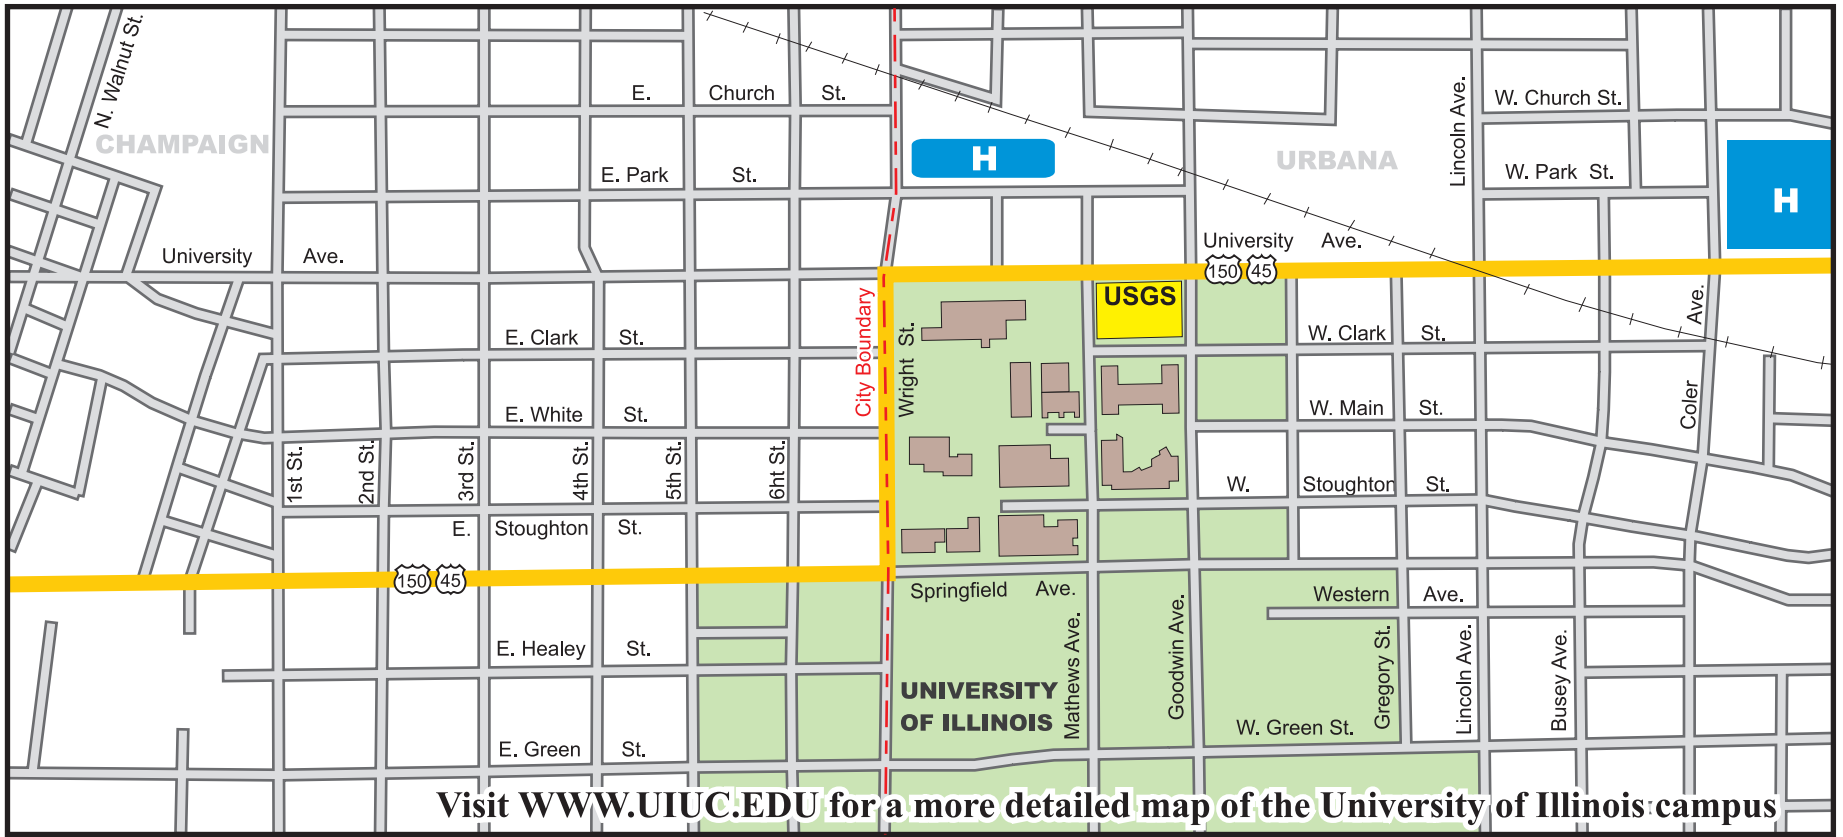 N. Walnut St.
CHAMPAIGN
E. Church St.
E. Park St.
University Ave.
E. Clark St.
E. White St.
1st St.
2nd St.
3rd St.
4th St.
5th St.
6ht St.
E. Stoughton St.
150 45
E. Healey St.
E. Green St.
City Boundary
Wright St.
H
URBANA
Lincoln Ave.
W. Church St.
W. Park St.
H
University Ave.
150 45
USGS
W. Clark St.
W. Main St.
Coler Ave.
W. Stoughton St.
Springfield Ave.
Western Ave.
Mathews Ave.
Goodwin Ave.
Gregory St.
Lincoln Ave.
Busey Ave.
UNIVERSITY
OF ILLINOIS
W. Green St.
Visit WWW.UIUC.EDU for a more detailed map of the University of Illinois campus